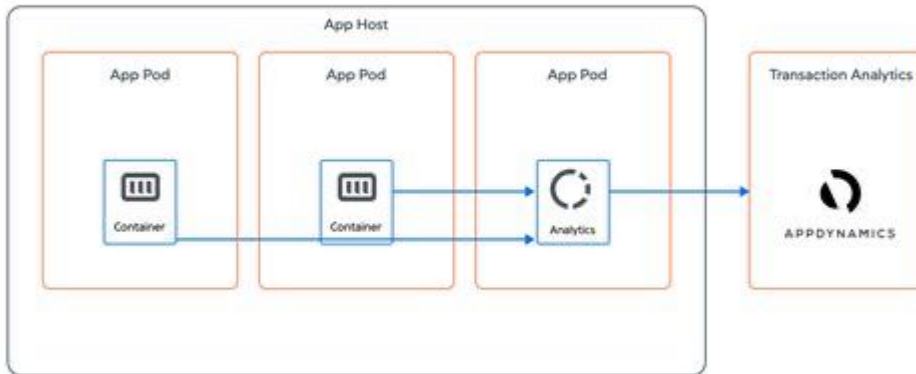 App Host
App Pod
App Pod
App Pod
Transaction Analytics
Container
Container
Analytics
APPDYNAMICS